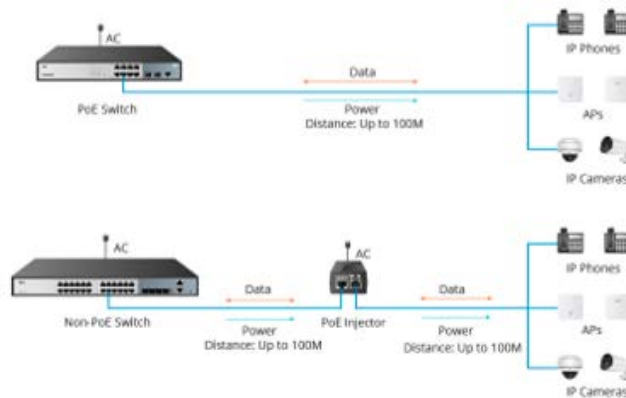 AC
IP Phones
Data
PoE Switch
Power
Distance: Up to 100M
APs
IP Cameras
AC
AC
IP Phones
Data
Data
Non-PoE Switch
PoE Injector
Power
Distance: Up to 100M
Power
Distance: Up to 100M
APs
IP Cameras